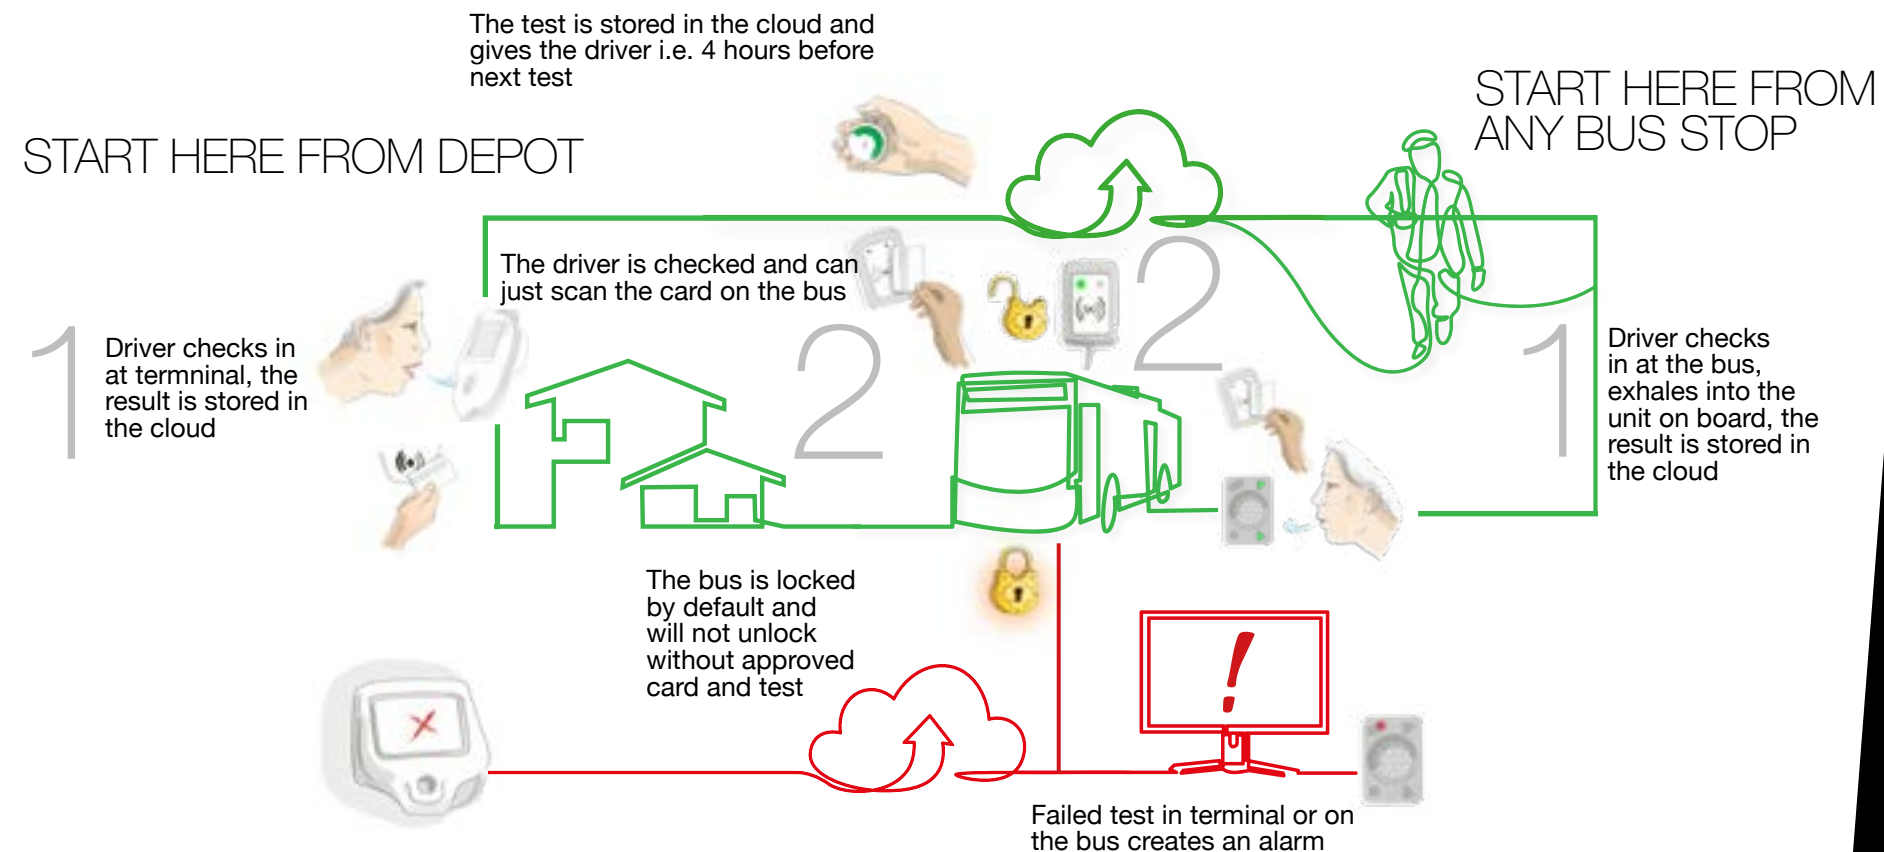 The test is stored in the cloud and
gives the driver i.e. 4 hours before
next test
START HERE FROM DEPOT
START HERE FROM
ANY BUS STOP
The driver is checked and can
just scan the card on the bus
1
Driver checks in
at termninal, the
result is stored in
the cloud
2
2
1
Driver checks
in at the bus,
exhales into the
unit on board, the
result is stored in
the cloud
The bus is locked
by default and
will not unlock
without approved
card and test
!
Failed test in terminal or on
the bus creates an alarm